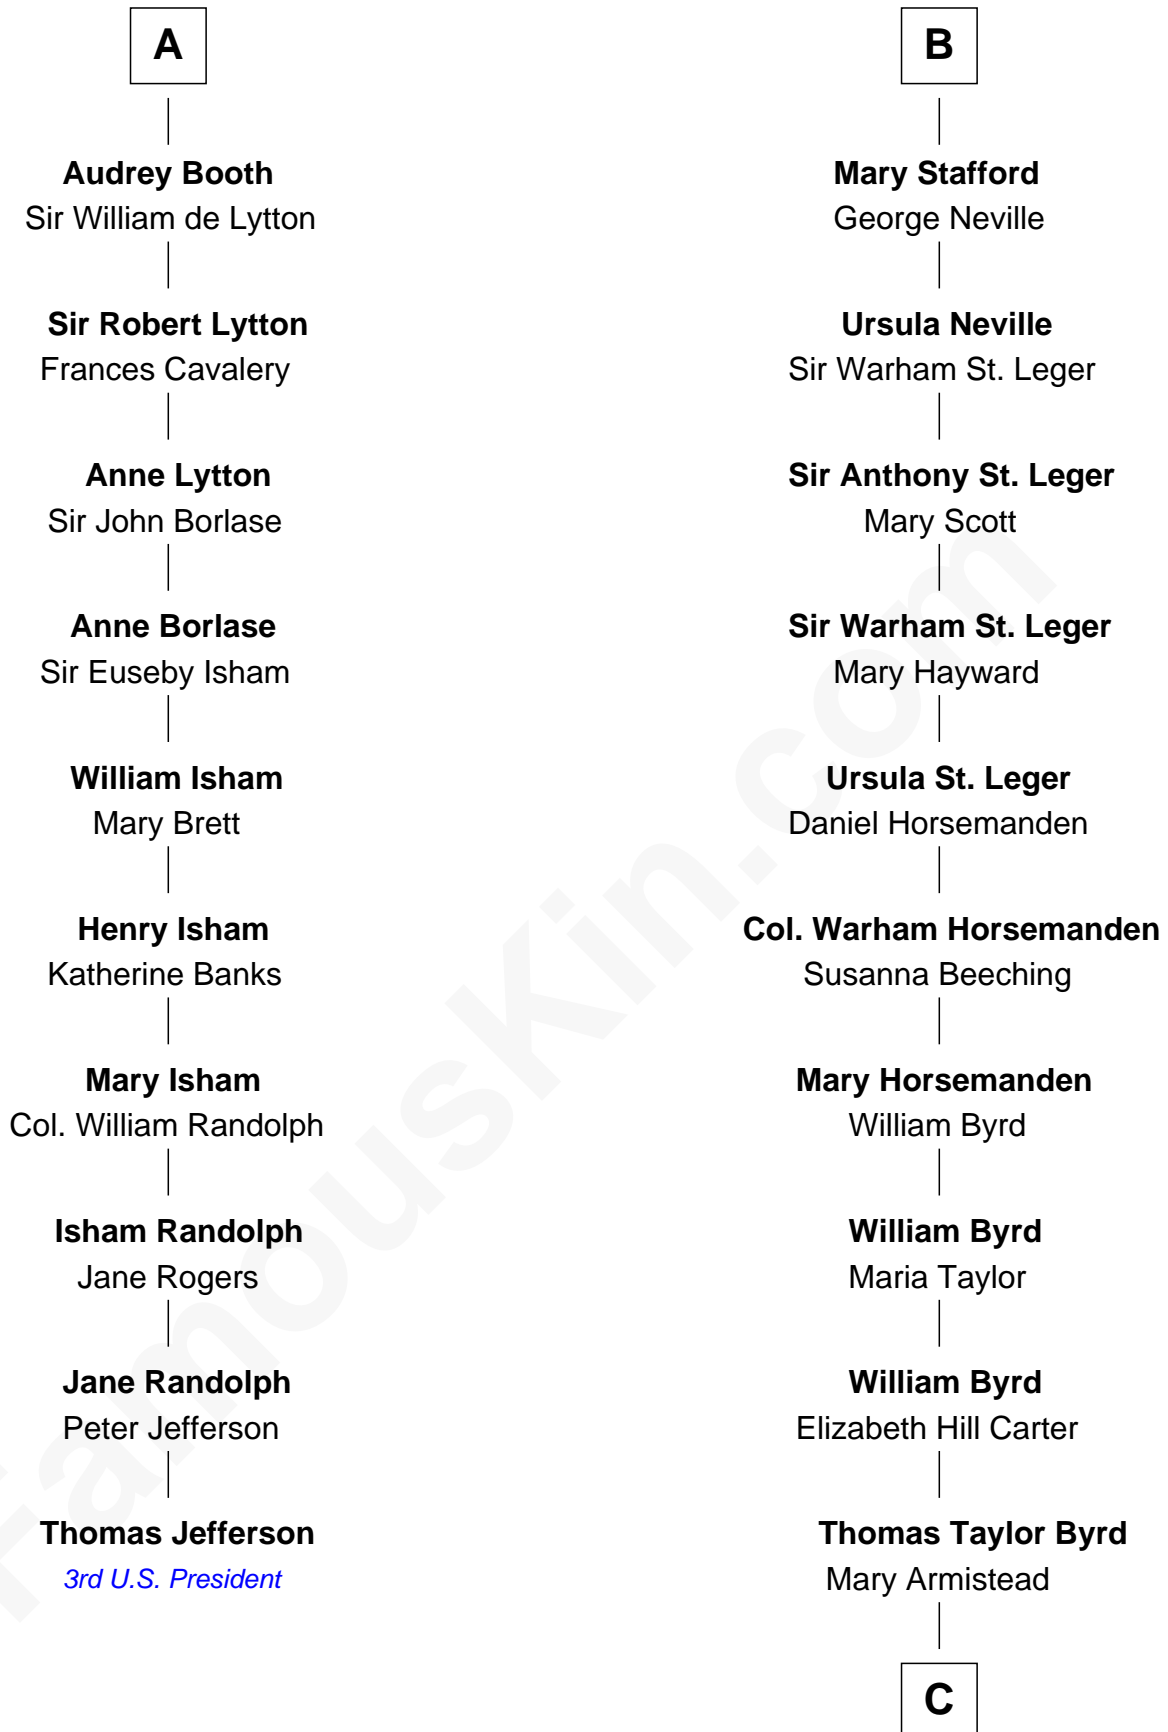 A
Audrey Booth
Sir William de Lytton
Sir Robert Lytton
Frances Cavalery
Anne Lytton
Sir John Borlase
Anne Borlase
Sir Euseby Isham
William Isham
Mary Brett
Henry Isham
Katherine Banks
Mary Isham
Col. William Randolph
Isham Randolph
Jane Rogers
Jane Randolph
Peter Jefferson
Thomas Jefferson
3rd U.S. President
B
Mary Stafford
George Neville
Ursula Neville
Sir Warham St. Leger
Sir Anthony St. Leger
Mary Scott
Sir Warham St. Leger
Mary Hayward
Ursula St. Leger
Daniel Horsemanden
Col. Warham Horsemanden
Susanna Beeching
Mary Horsemanden
William Byrd
William Byrd
Maria Taylor
William Byrd
Elizabeth Hill Carter
Thomas Taylor Byrd
Mary Armistead
C
FamousKin.com